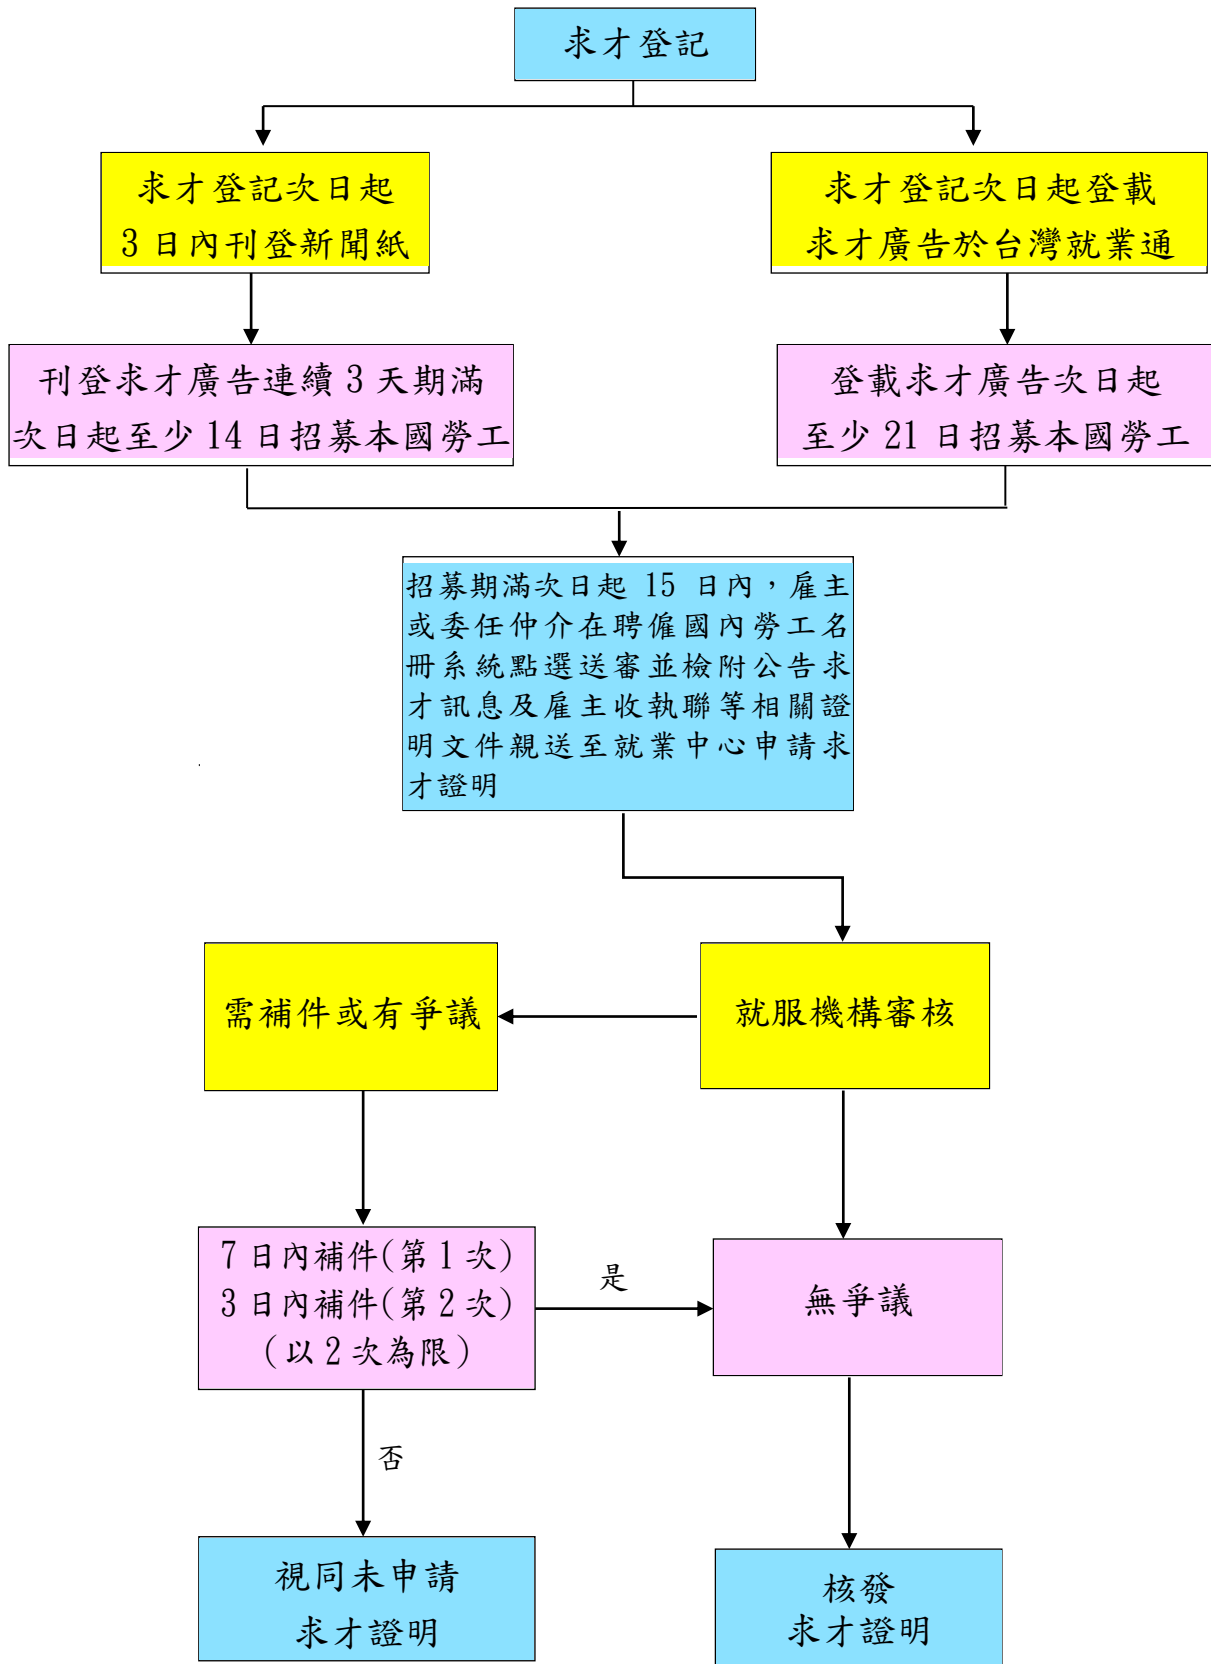 求才登記
求才登記次日起
3日內刊登新聞紙
求才登記次日起登載
求才廣告於台灣就業通
刊登求才廣告連續3天期滿
次日起至少14日招募本國勞工
登載求才廣告次日起
至少21日招募本國勞工
招募期滿次日起 15 日內，雇主
或委任仲介在聘僱國內勞工名
冊系統點選送審並檢附公告求
才訊息及雇主收執聯等相關證
明文件親送至就業中心申請求
才證明
需補件或有爭議
就服機構審核
7日內補件(第1次)
3日內補件(第2次)
(以2次為限)
是
無爭議
否
視同未申請
求才證明
核發
求才證明